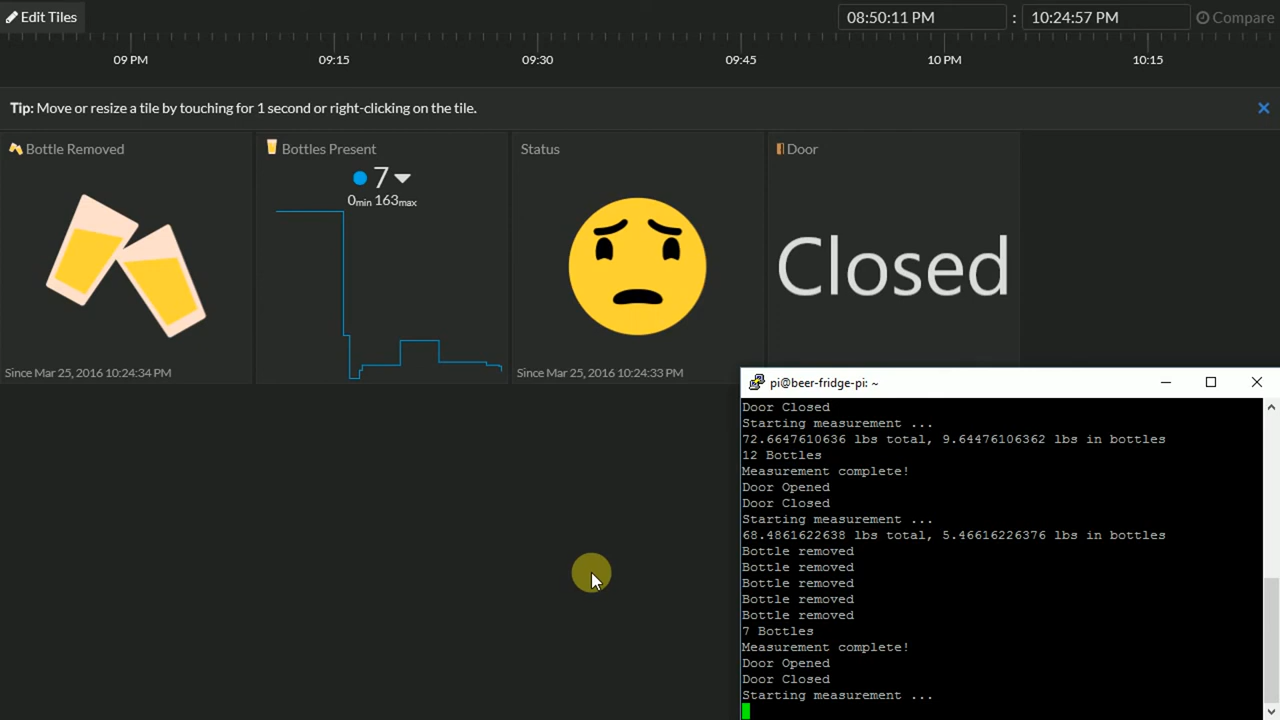 Edit Tiles
08:50:11 PM : 10:24:57 PM Compare
09 PM 09:15 09:30 09:45 10 PM 10:15
Tip: Move or resize a tile by touching for 1 second or right-clicking on the tile.
Bottle Removed
Since Mar 25, 2016 10:24:34 PM
Bottles Present
7
0min 163max
Status
Since Mar 25, 2016 10:24:33 PM
Door
Closed
pi@beer-fridge-pi: ~
Door Closed
Starting measurement ...
72.6647610636 lbs total, 9.64476106362 lbs in bottles
12 Bottles
Measurement complete!
Door Opened
Door Closed
Starting measurement ...
68.4861622638 lbs total, 5.46616226376 lbs in bottles
Bottle removed
Bottle removed
Bottle removed
Bottle removed
Bottle removed
7 Bottles
Measurement complete!
Door Opened
Door Closed
Starting measurement ...